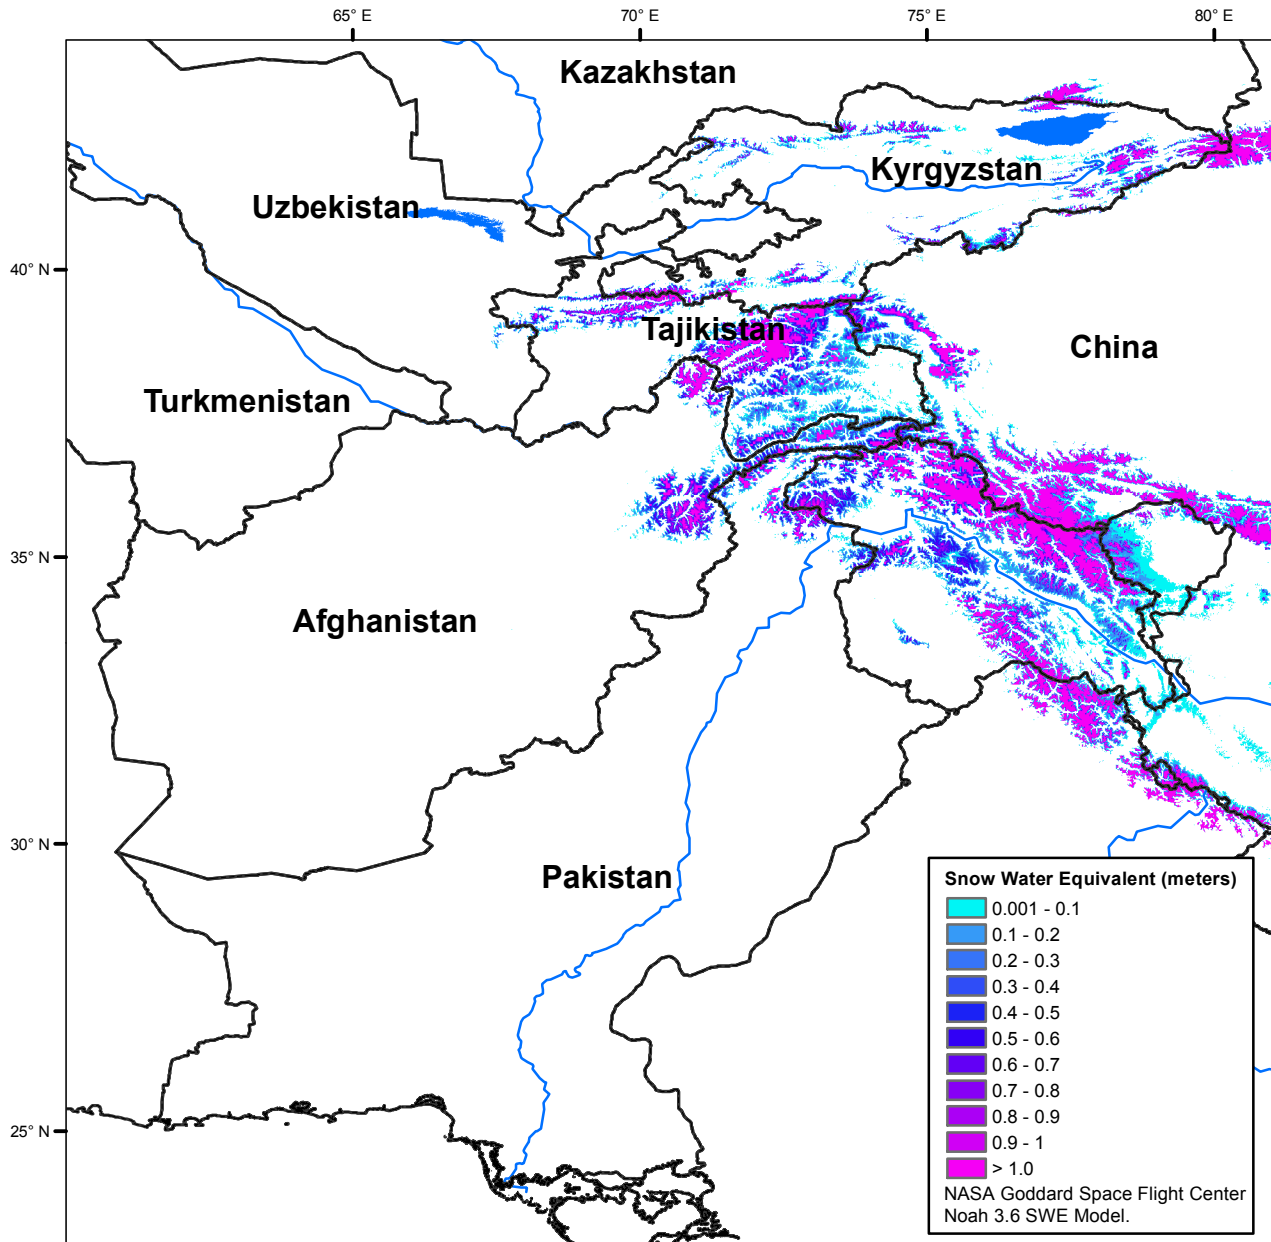 65° E
70° E
75° E
80° E
Kazakhstan
Kyrgyzstan
Uzbekistan
40° N
Tajikistan
China
Turkmenistan
35° N
Afghanistan
30° N
Pakistan
25° N
Snow Water Equivalent (meters)
0.001 - 0.1
0.1 - 0.2
0.2 - 0.3
0.3 - 0.4
0.4 - 0.5
0.5 - 0.6
0.6 - 0.7
0.7 - 0.8
0.8 - 0.9
0.9 - 1
> 1.0
NASA Goddard Space Flight Center
Noah 3.6 SWE Model.